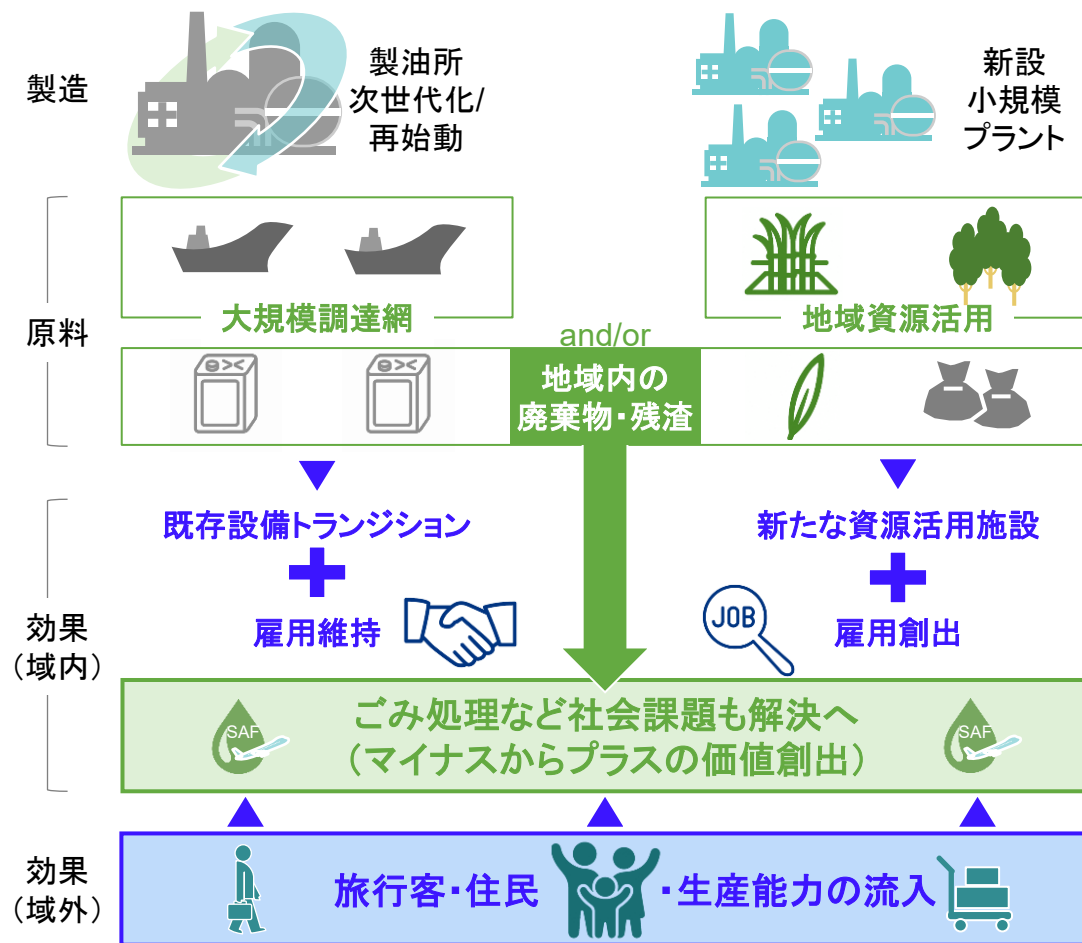 製造
製油所
次世代化/
再始動
新設
小規模
プラント
原料
大規模調達網
地域資源活用
and/or
地域内の
廃棄物・残渣
効果
（域内）
既存設備トランジション
雇用維持
新たな資源活用施設
JOB
雇用創出
SAF
ごみ処理など社会課題も解決へ
（マイナスからプラスの価値創出）
SAF
効果
（域外）
旅行客・住民
・生産能力の流入